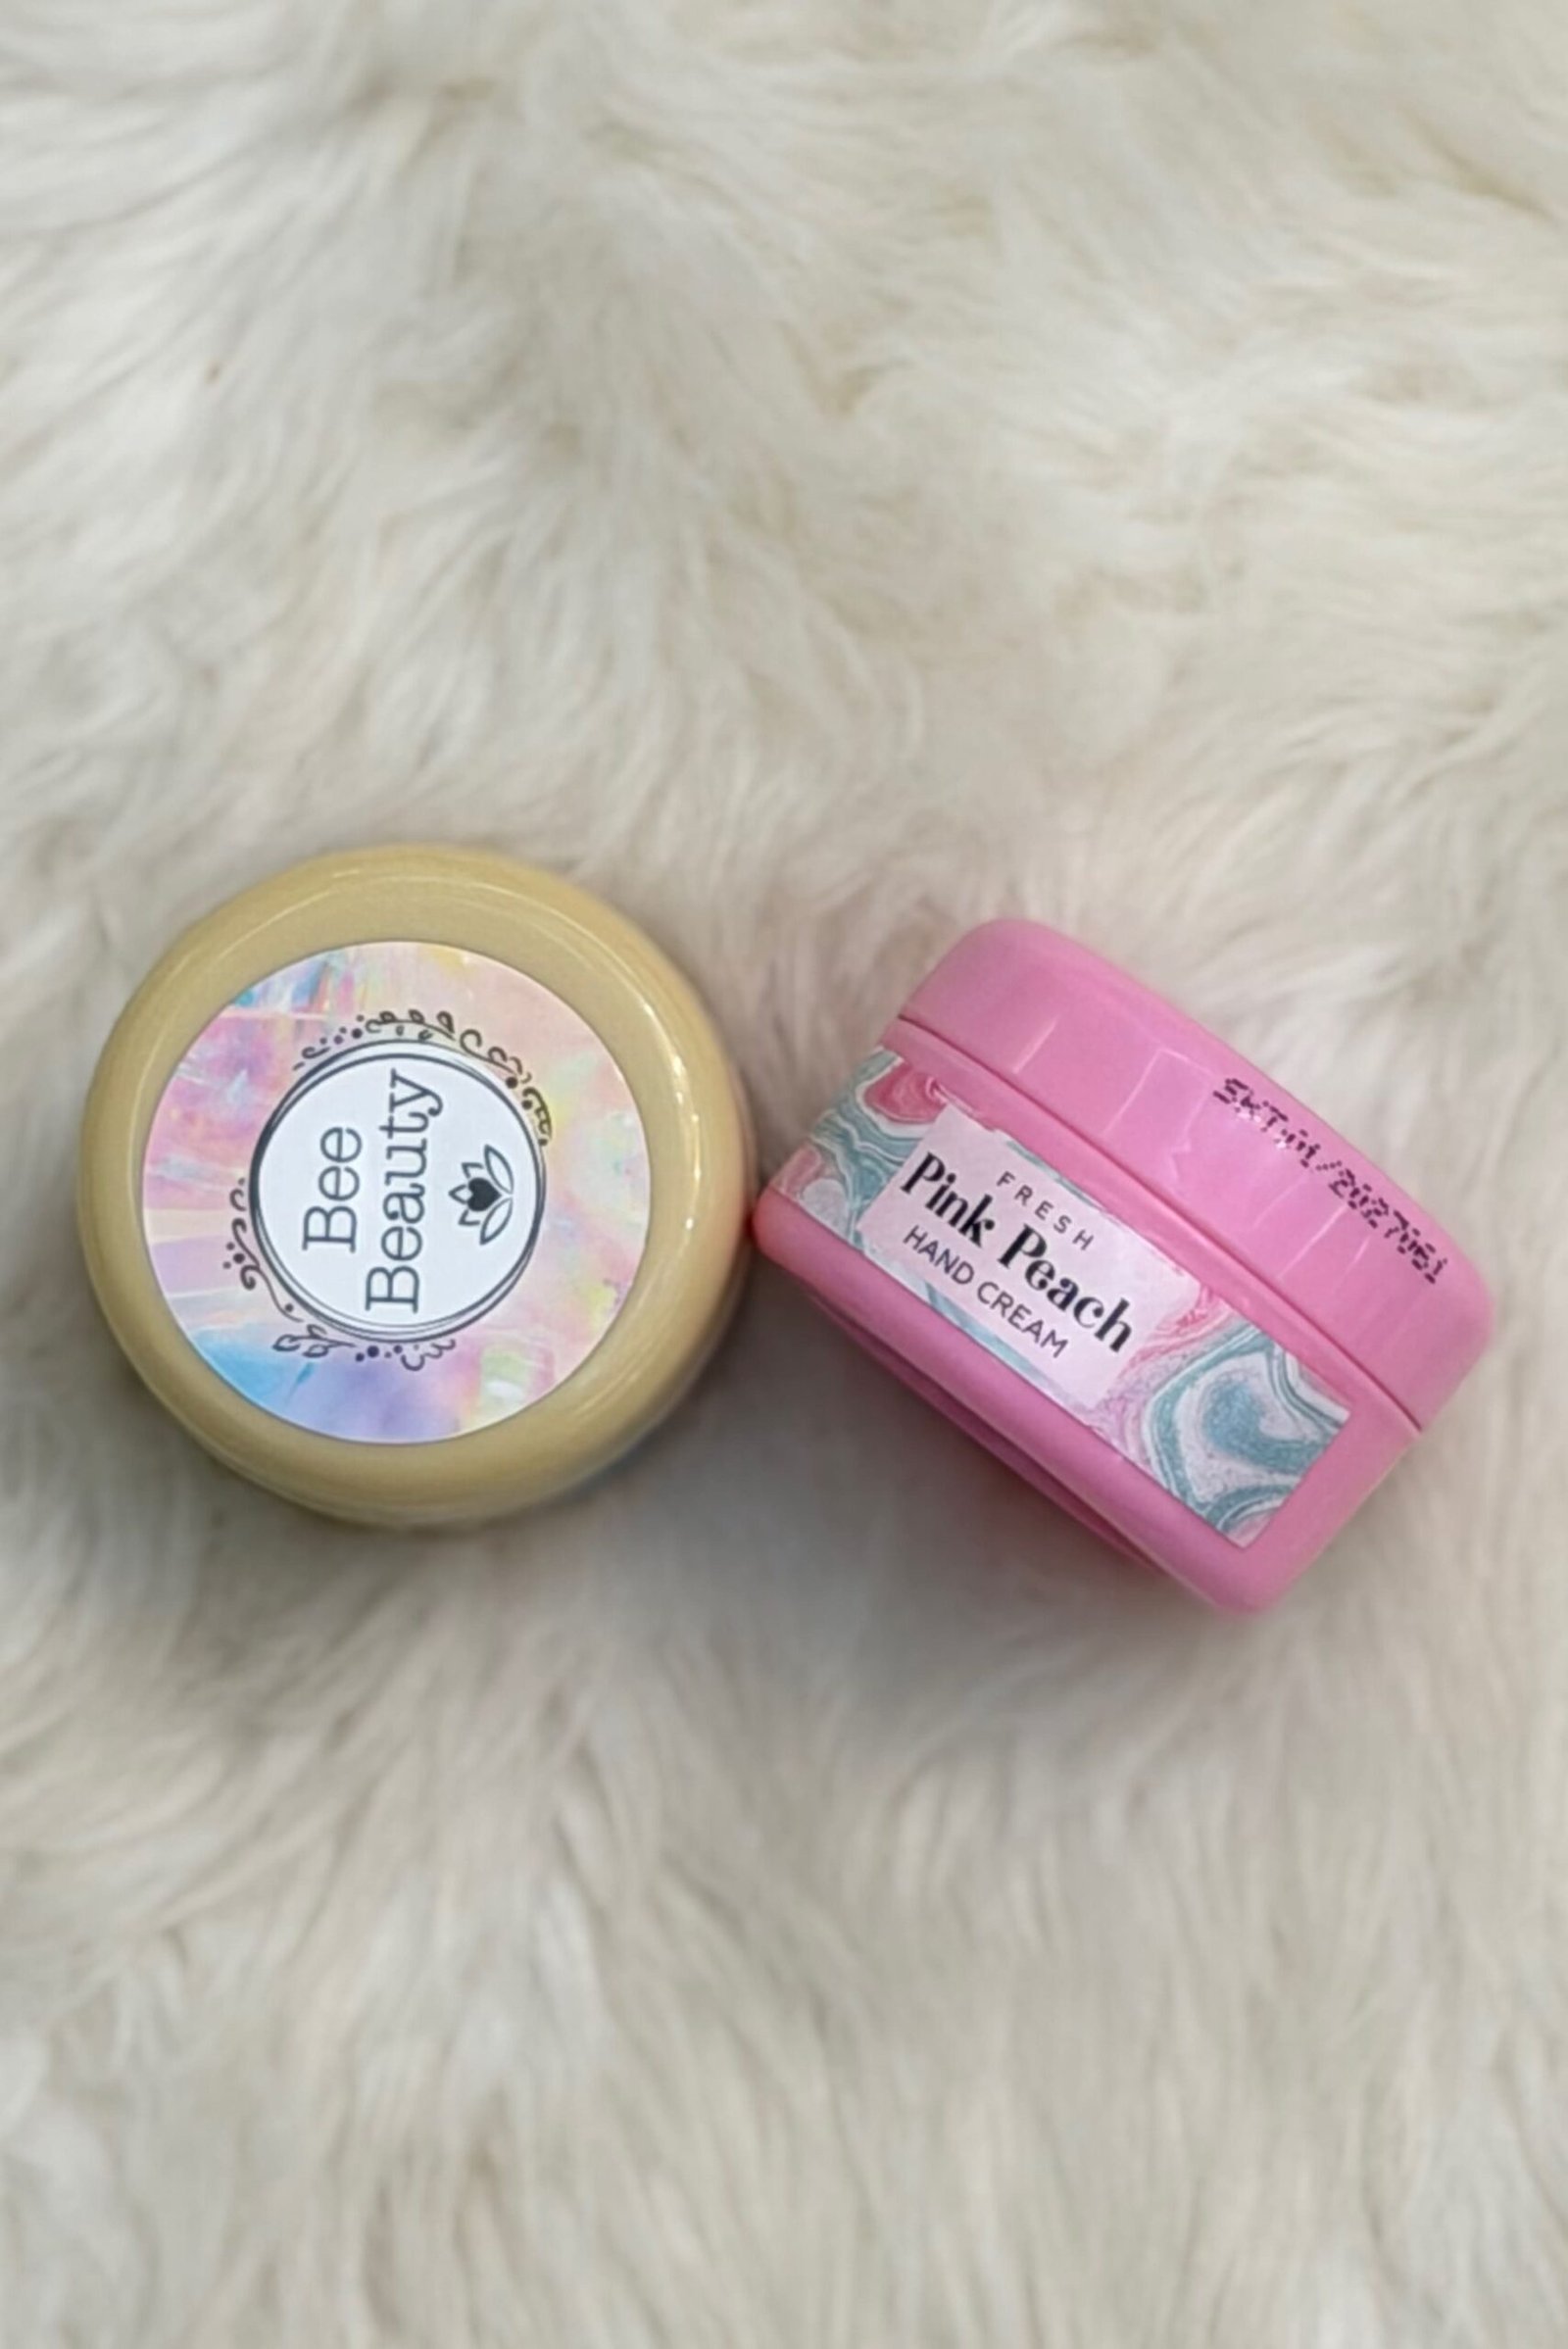 Bee
Beauty
FRESH
Pink Peach
HAND CREAM